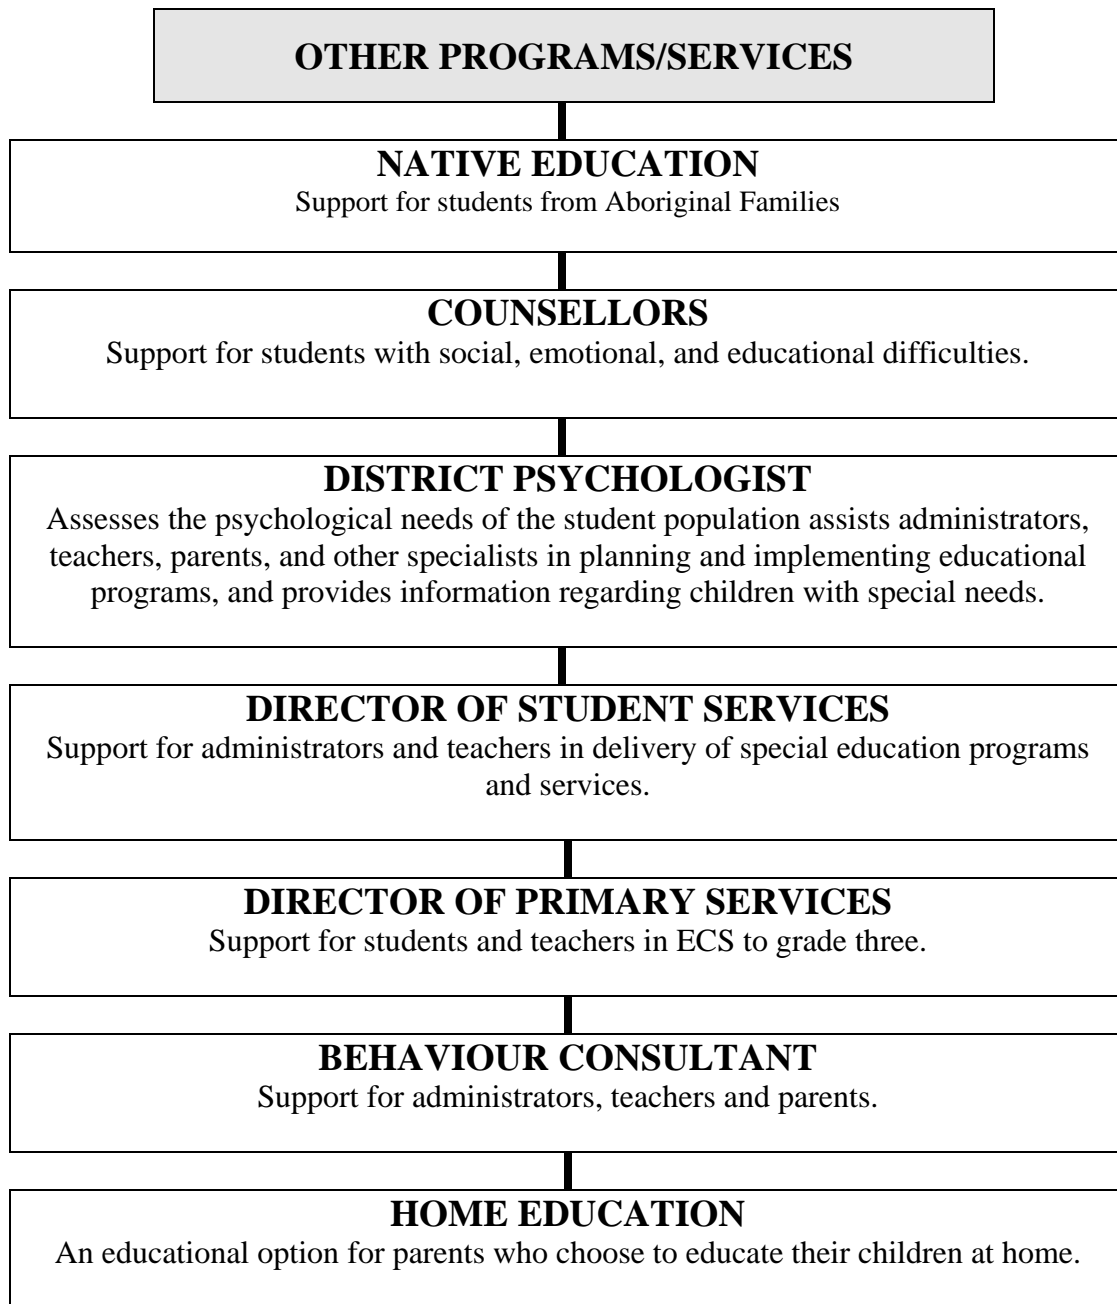 OTHER PROGRAMS/SERVICES
NATIVE EDUCATION
Support for students from Aboriginal Families
COUNSELLORS
Support for students with social, emotional, and educational difficulties.
DISTRICT PSYCHOLOGIST
Assesses the psychological needs of the student population assists administrators,
teachers, parents, and other specialists in planning and implementing educational
programs, and provides information regarding children with special needs.
DIRECTOR OF STUDENT SERVICES
Support for administrators and teachers in delivery of special education programs
and services.
DIRECTOR OF PRIMARY SERVICES
Support for students and teachers in ECS to grade three.
BEHAVIOUR CONSULTANT
Support for administrators, teachers and parents.
HOME EDUCATION
An educational option for parents who choose to educate their children at home.